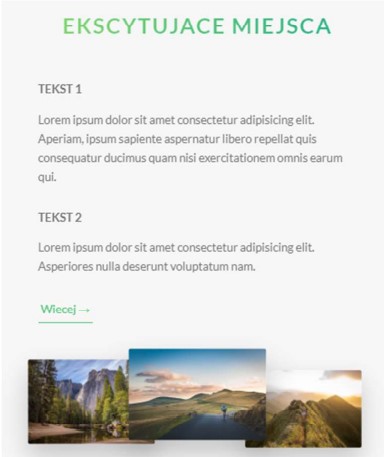 EKSCYTUJACE MIEJSCA
TEKST 1
Lorem ipsum dolor sit amet consectetur adipisicing elit.
Aperiam, ipsum sapiente aspernatur libero repellat quis
consequatur ducimus quam nisi exercitationem omnis earum
qui.
TEKST 2
Lorem ipsum dolor sit amet consectetur adipisicing elit.
Asperiores nulla deserunt voluptatum nam.
Wiecej →